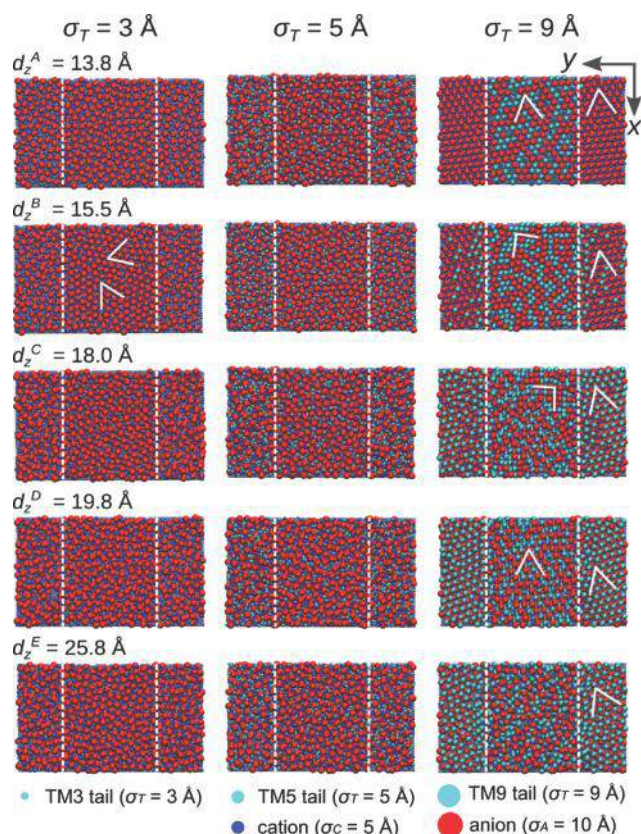 σT = 3 Å σT = 5 Å σT = 9 Å
dzA = 13.8 Å
y
x
dzB = 15.5 Å
dzC = 18.0 Å
dzD = 19.8 Å
dzE = 25.8 Å
TM3 tail (σT = 3 Å) TM5 tail (σT = 5 Å) TM9 tail (σT = 9 Å)
cation (σC = 5 Å) anion (σA = 10 Å)